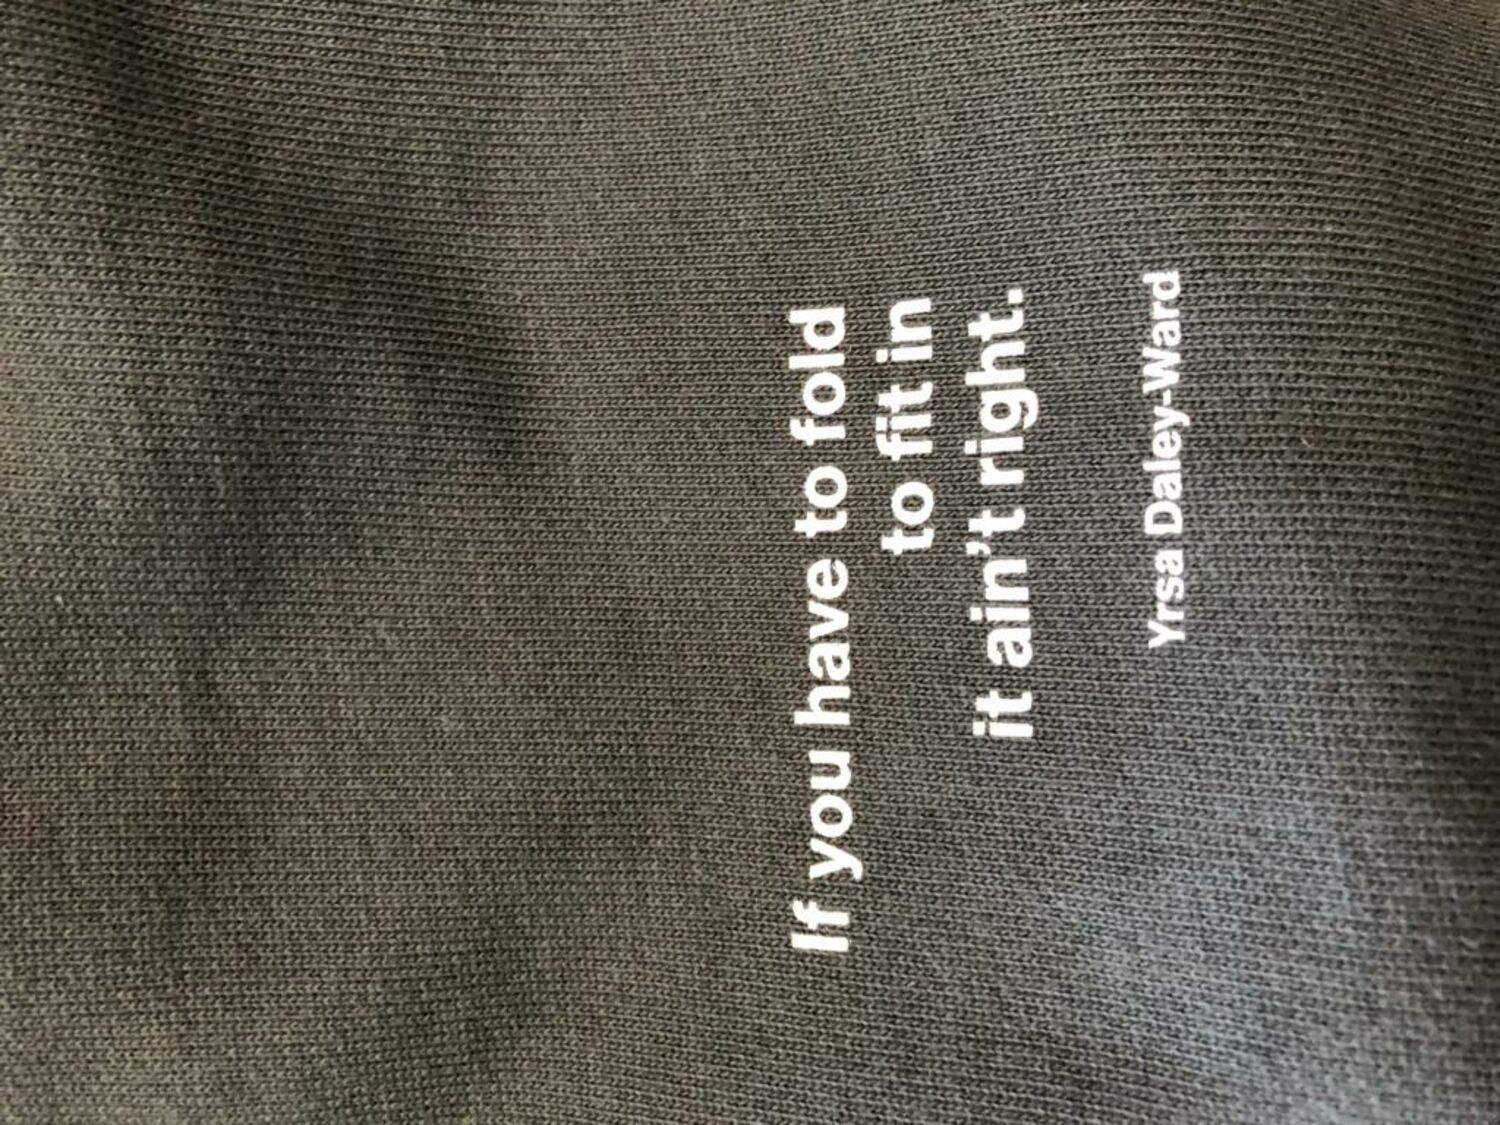 If you have to fold
to fit in
it ain't right.
Yrsa Daley-Ward